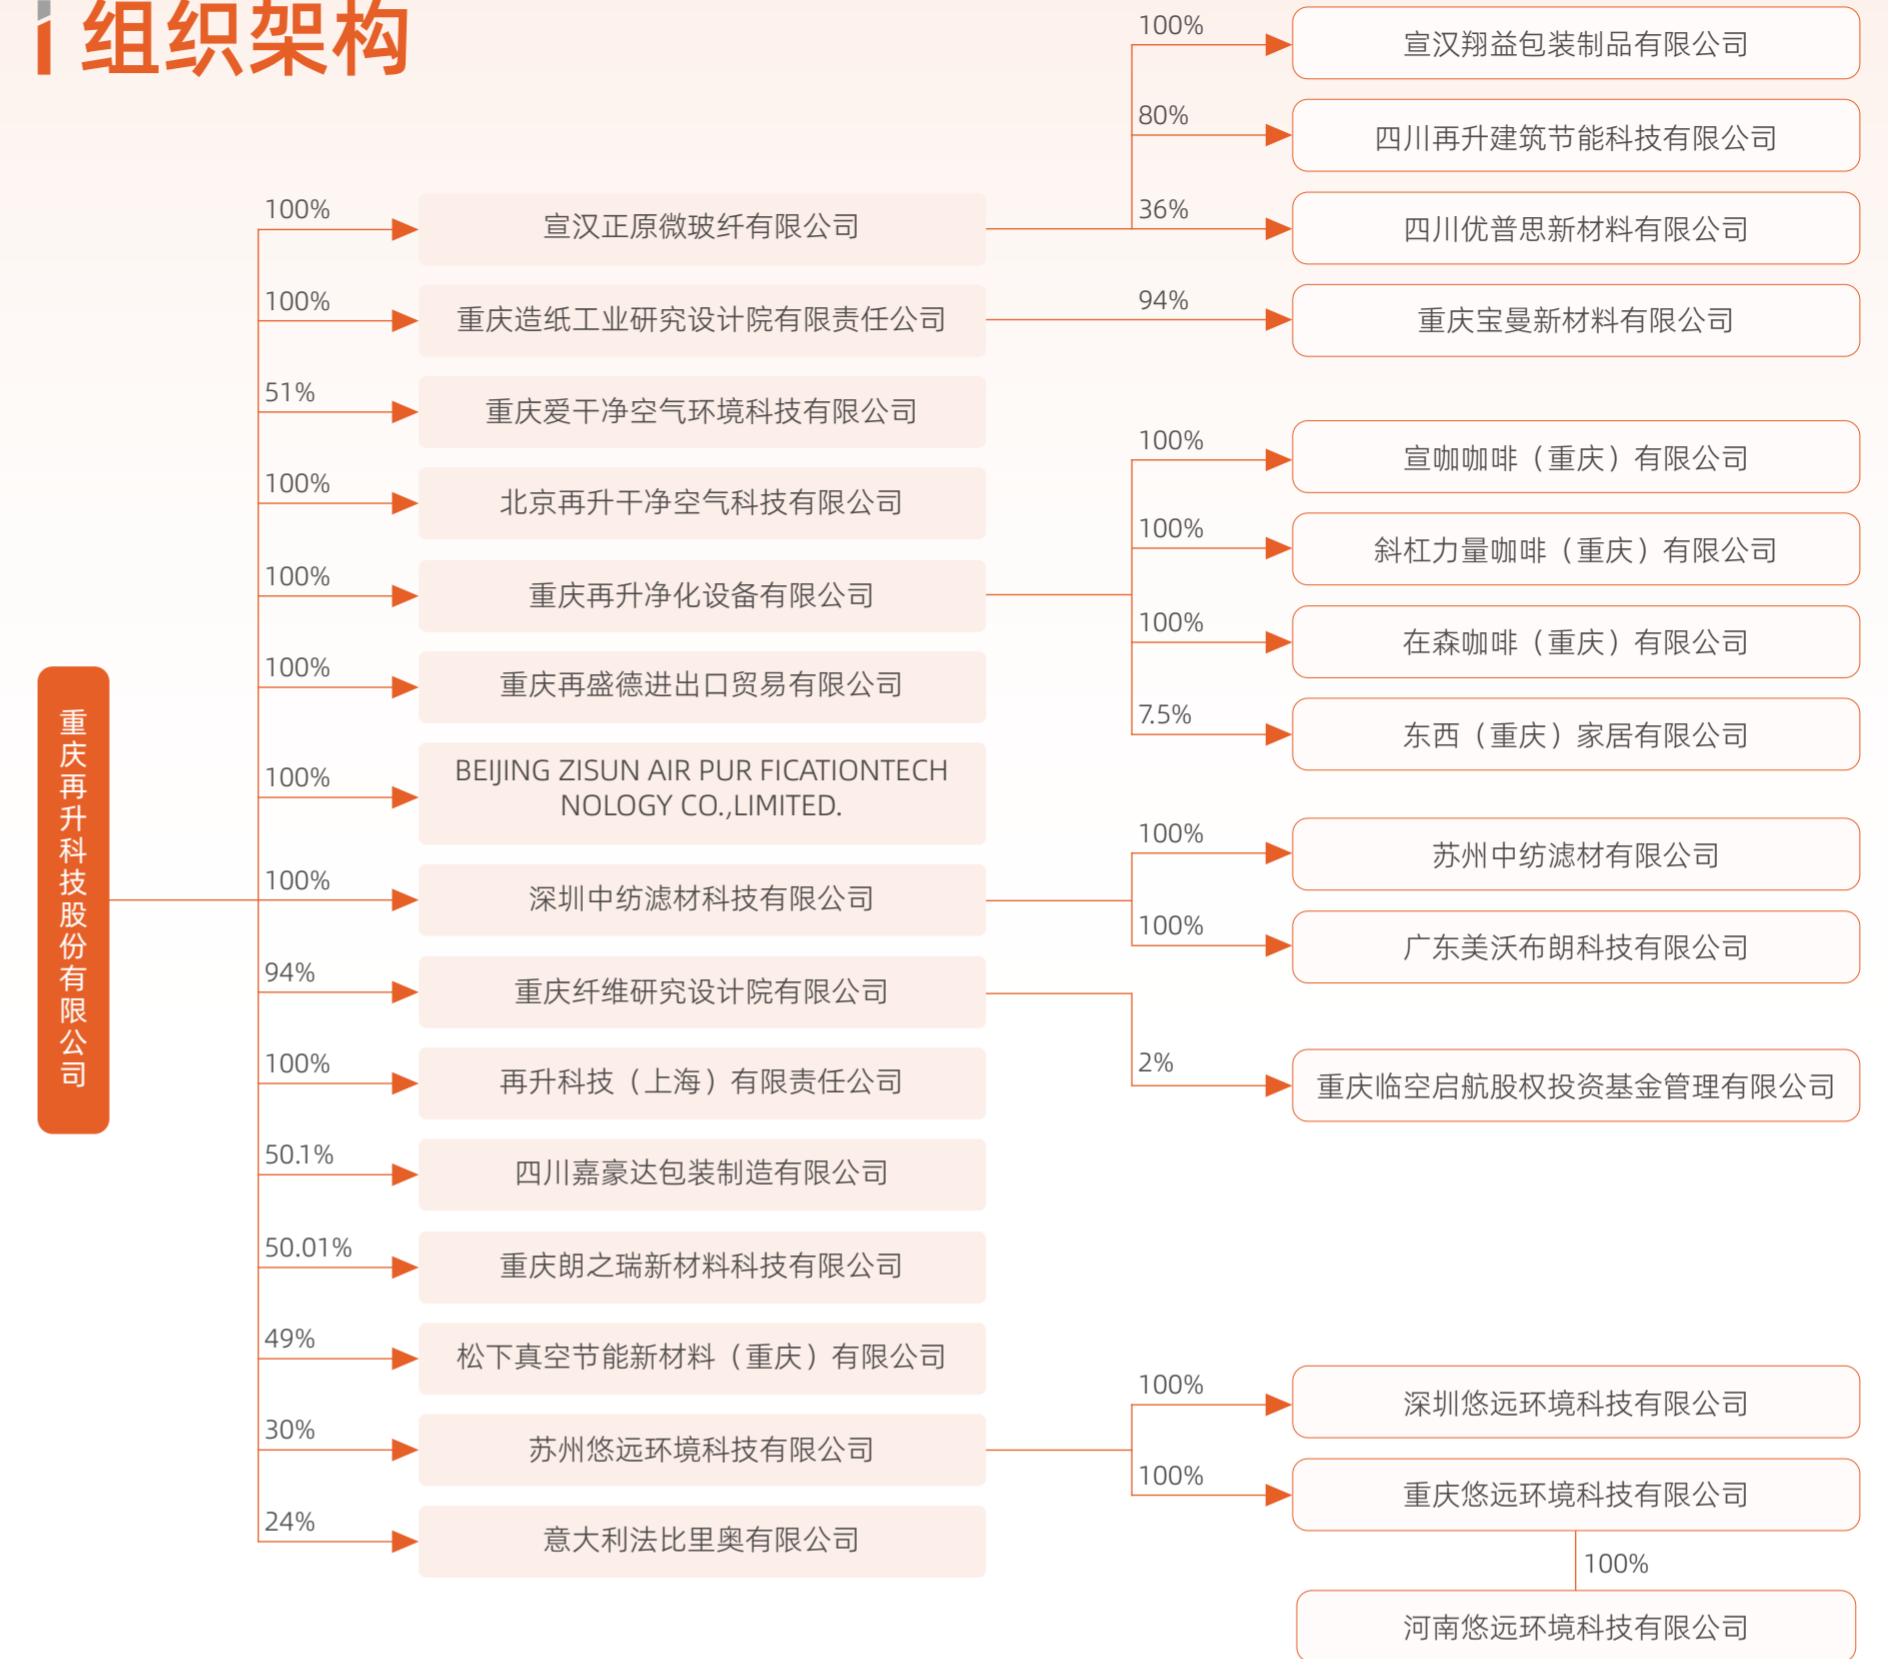 组织架构
重庆再升科技股份有限公司
100%
宣汉正原微玻纤有限公司
100%
重庆造纸工业研究设计院有限责任公司
51%
重庆爱干净空气环境科技有限公司
100%
北京再升干净空气科技有限公司
100%
重庆再升净化设备有限公司
100%
重庆再盛德进出口贸易有限公司
100%
BEIJING ZISUN AIR PUR FICATIONTECH
NOLOGY CO.,LIMITED.
100%
深圳中纺滤材科技有限公司
94%
重庆纤维研究设计院有限公司
100%
再升科技（上海）有限责任公司
50.1%
四川嘉豪达包装制造有限公司
50.01%
重庆朗之瑞新材料科技有限公司
49%
松下真空节能新材料（重庆）有限公司
30%
苏州悠远环境科技有限公司
24%
意大利法比里奥有限公司
100%
宣汉翔益包装制品有限公司
80%
四川再升建筑节能科技有限公司
36%
四川优普思新材料有限公司
94%
重庆宝曼新材料有限公司
100%
宣咖咖啡（重庆）有限公司
100%
斜杠力量咖啡（重庆）有限公司
100%
在森咖啡（重庆）有限公司
7.5%
东西（重庆）家居有限公司
100%
苏州中纺滤材有限公司
100%
广东美沃布朗科技有限公司
2%
重庆临空启航股权投资基金管理有限公司
100%
深圳悠远环境科技有限公司
100%
重庆悠远环境科技有限公司
100%
河南悠远环境科技有限公司